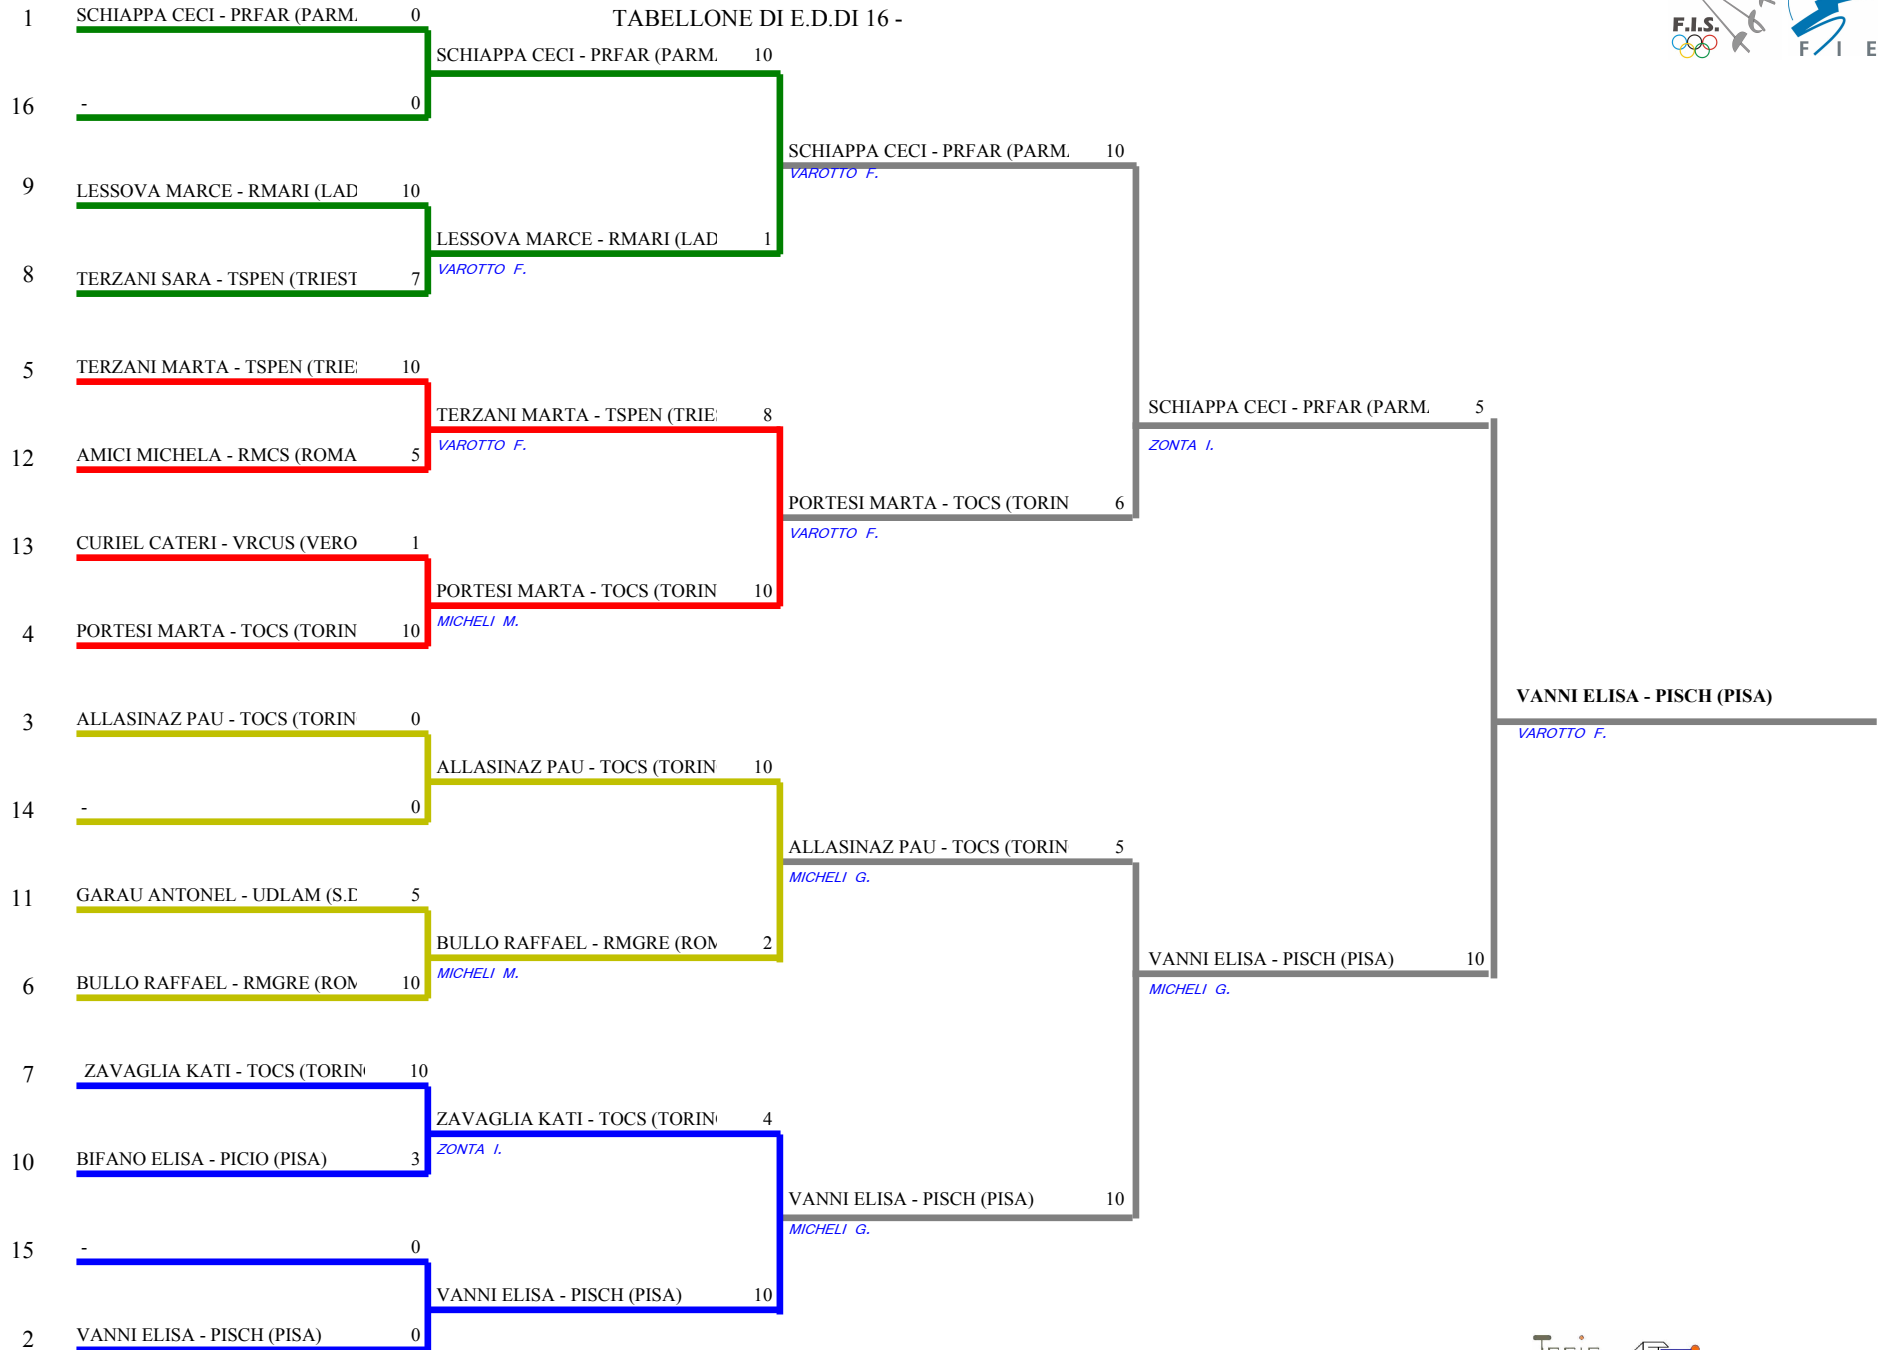 TABELLONE DI E.D.DI 16 -
F.I.S.
F I E
1 SCHIAPPA CECI - PRFAR (PARM. 0
SCHIAPPA CECI - PRFAR (PARM. 10
16 - 0
SCHIAPPA CECI - PRFAR (PARM. 10
VAROTTO F.
9 LESSOVA MARCE - RMARI (LAD 10
LESSOVA MARCE - RMARI (LAD 1
VAROTTO F.
8 TERZANI SARA - TSPEN (TRIEST 7
5 TERZANI MARTA - TSPEN (TRIE 10
TERZANI MARTA - TSPEN (TRIE 8
VAROTTO F.
SCHIAPPA CECI - PRFAR (PARM. 5
ZONTA I.
12 AMICI MICHELA - RMCS (ROMA 5
PORTESI MARTA - TOCS (TORIN 6
VAROTTO F.
13 CURIEL CATERI - VRCUS (VERO 1
PORTESI MARTA - TOCS (TORIN 10
MICHELI M.
4 PORTESI MARTA - TOCS (TORIN 10
VANNI ELISA - PISCH (PISA)
VAROTTO F.
3 ALLASINAZ PAU - TOCS (TORIN 0
ALLASINAZ PAU - TOCS (TORIN 10
14 - 0
ALLASINAZ PAU - TOCS (TORIN 5
MICHELI G.
11 GARAU ANTONEL - UDLAM (S.D 5
BULLO RAFFAEL - RMGRE (ROM 2
MICHELI M.
VANNI ELISA - PISCH (PISA) 10
MICHELI G.
6 BULLO RAFFAEL - RMGRE (ROM 10
7 ZAVAGLIA KATI - TOCS (TORIN 10
ZAVAGLIA KATI - TOCS (TORIN 4
ZONTA I.
10 BIFANO ELISA - PICIO (PISA) 3
VANNI ELISA - PISCH (PISA) 10
MICHELI G.
15 - 0
VANNI ELISA - PISCH (PISA) 10
2 VANNI ELISA - PISCH (PISA) 0